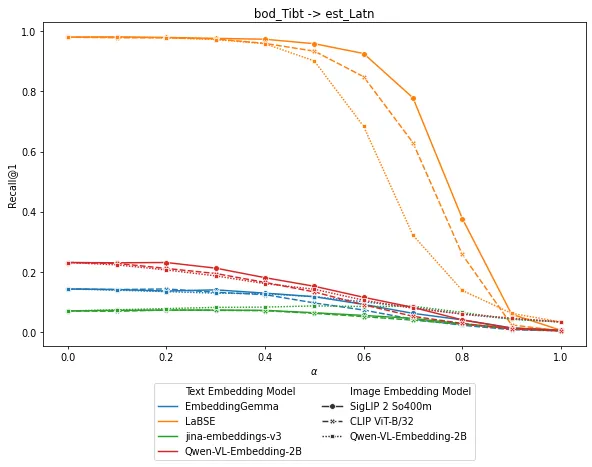 bod_Tibt -> est_Latn
1.0
0.8
0.6
0.4
0.2
0.0
Recall@1
0.0 0.2 0.4 0.6 0.8 1.0
α
Text Embedding Model Image Embedding Model
EmbeddingGemma SigLIP 2 So400m
LaBSE CLIP ViT-B/32
jina-embeddings-v3 Qwen-VL-Embedding-2B
Qwen-VL-Embedding-2B